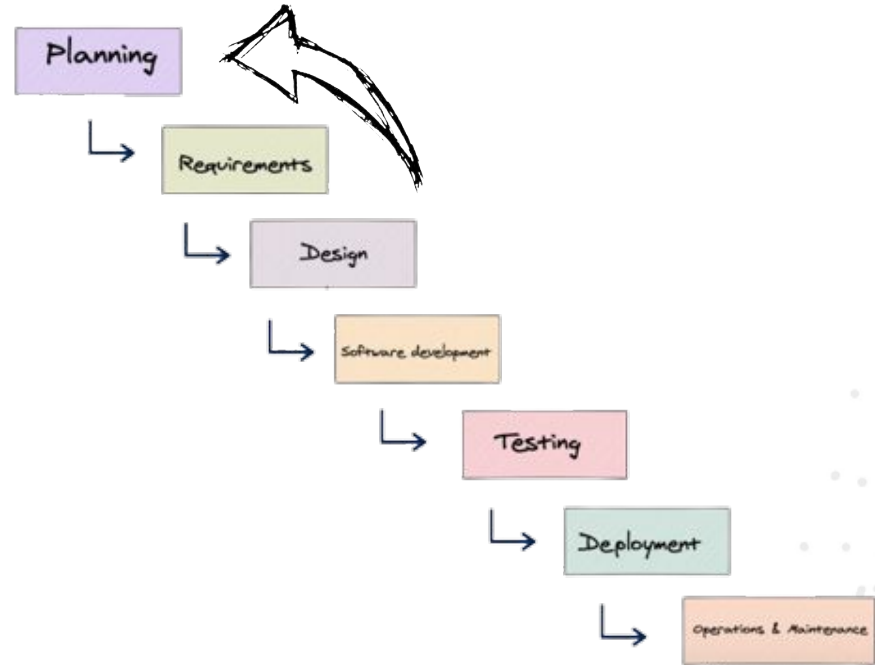 Planning
Requirements
Design
Software development
Testing
Deployment
Operations & Maintenance